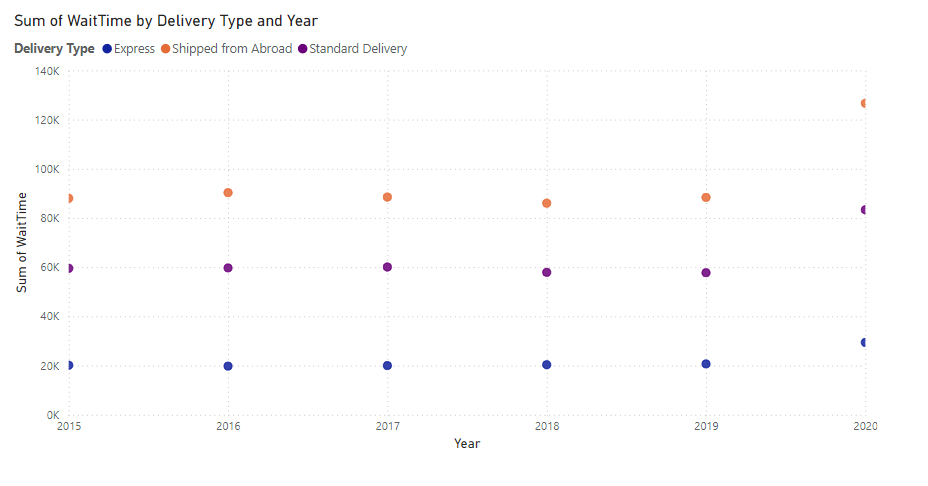 Sum of WaitTime by Delivery Type and Year
Delivery Type Express Shipped from Abroad Standard Delivery
140K
120K
100K
80K
60K
40K
20K
0K
Sum of WaitTime
2015 2016 2017 2018 2019 2020
Year